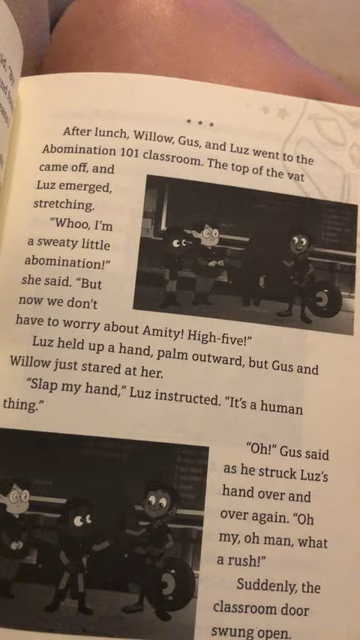 * * *
After lunch, Willow, Gus, and Luz went to the
Abomination 101 classroom. The top of the vat
came off, and
Luz emerged,
stretching.
"Whoo, I'm
a sweaty little
abomination!"
she said. "But
now we don't
have to worry about Amity! High-five!"
Luz held up a hand, palm outward, but Gus and
Willow just stared at her.
"Slap my hand," Luz instructed. "It's a human
thing."
"Oh!" Gus said
as he struck Luz's
hand over and
over again. "Oh
my, oh man, what
a rush!"
Suddenly, the
classroom door
swung open.